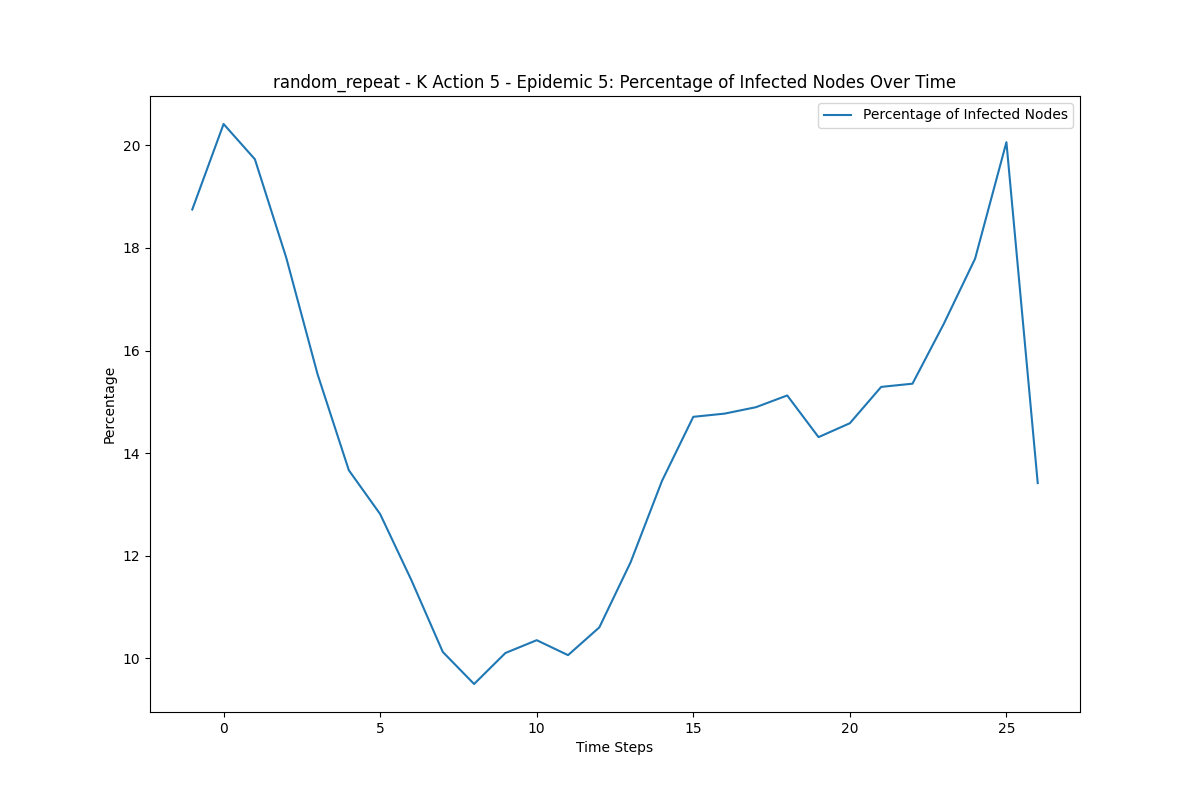 random_repeat - K Action 5 - Epidemic 5: Percentage of Infected Nodes Over Time
Percentage of Infected Nodes
20
18
16
14
12
10
Percentage
0 5 10 15 20 25
Time Steps